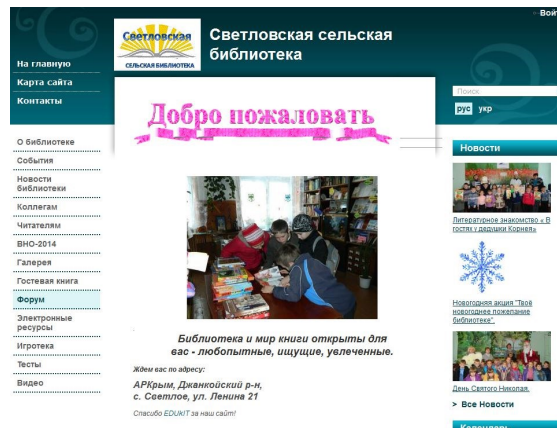 Войт
Светловская
СЕЛЬСКАЯ БИБЛИОТЕКА
Светловская сельская
библиотека
На главную
Карта сайта
Контакты
Поиск
рус укр
Добро пожаловать
О библиотеке
События
Новости
библиотеки
Коллегам
Читателям
ВНО-2014
Галерея
Гостевая книга
Форум
Электронные
ресурсы
Игротека
Тесты
Видео
Библиотека и мир книги открыты для
вас - любопытные, ищущие, увлеченные.
Ждем вас по адресу:
АРКрым, Джанкойский р-н,
с. Светлое, ул. Ленина 21
Спасибо EDUKIT за наш сайт!
Новости
Литературное знакомство « В
гостях у дедушки Корнея»
Новогодняя акция "Твоё
новогоднее пожелание
библиотеке".
День Святого Николая.
> Все Новости
Календарь